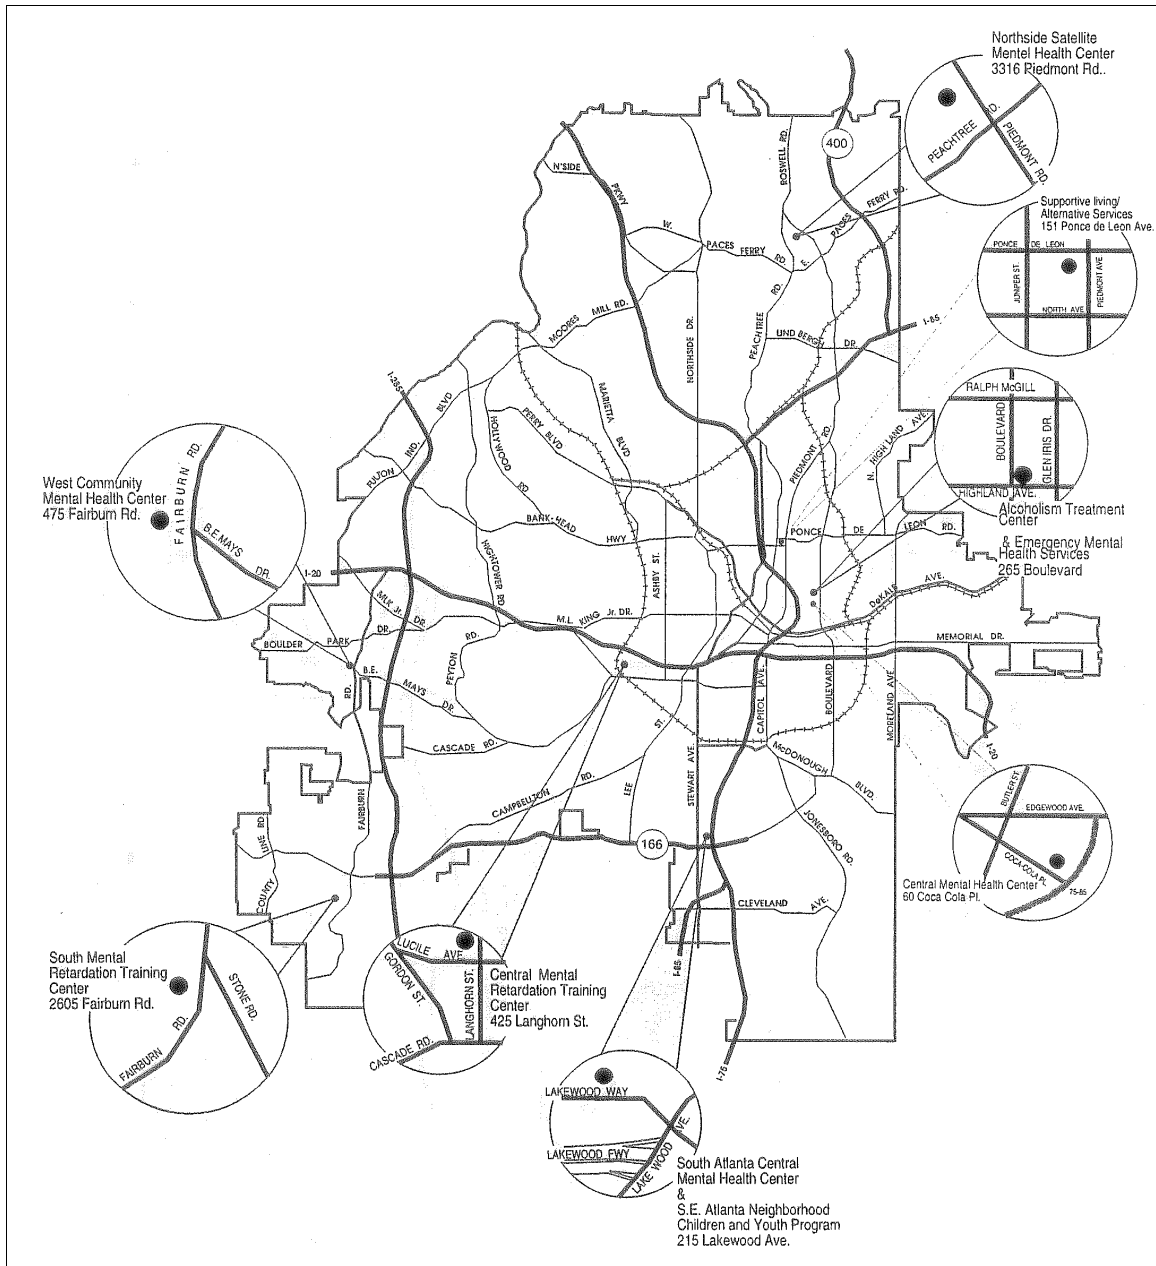 Northside Satellite
Mentel Health Center
3316 Piedmont Rd..
PEACHTREE RD.
PIEDMONT RD.
Supportive living/
Alternative Services
151 Ponce de Leon Ave.
PONCE DE LEON
JUNIPER ST.
PIEDMONT AVE.
NORTH AVE
RALPH McGILL
BOULEVARD
GLEN IRIS DR.
HIGHLAND AVE.
Alcoholism Treatment
Center
& Emergency Mental
Health Services
265 Boulevard
West Community
Mental Health Center
475 Fairburn Rd.
FAIRBURN RD.
B.E MAYS DR.
400
N'SIDE PKWY
ROSWELL RD.
W. PACES FERRY RD.
E. PACES FERRY RD.
MOORES MILL RD.
NORTHSIDE DR.
PEACHTREE RD.
LINDBERGH DR.
I-85
I-285
FULTON IND. BLVD
HOLLYWOOD RD
PERRY BLVD
MARIETTA BLVD
PIEDMONT RD.
N. HIGHLAND AVE.
BANK-HEAD HWY
PONCE DE LEON RD.
HIGHTOWER RD
ASHBY ST.
I-20
MLK Jr. DR.
M.L. KING Jr. DR.
DeKALB AVE.
MEMORIAL DR.
BOULDER PARK DR.
B.E. MAYS DR.
PEYTON RD.
RD.
CASCADE RD.
CAPITOL AVE.
BOULEVARD
MORELAND AVE
I-20
CAMPBELLTON RD.
LEE ST.
STEWART AVE.
McDONOUGH BLVD.
JONESBORO RD.
FAIRBURN
166
COUNTY LINE RD
CLEVELAND AVE.
I-85
I-75
BUTLER ST.
EDGEWOOD AVE.
COCA-COLA PL
75-85
Central Mental Health Center
60 Coca Cola Pl.
South Mental
Retardation Training
Center
2605 Fairburn Rd.
FAIRBURN RD.
STONE RD.
LUCILE AVE
GORDON ST.
LANGHORN ST.
CASCADE RD.
Central Mental
Retardation Training
Center
425 Langhorn St.
LAKEWOOD WAY
LAKEWOOD FWY
LAKE WOOD AVE.
South Atlanta Central
Mental Health Center
&
S.E. Atlanta Neighborhood
Children and Youth Program
215 Lakewood Ave.